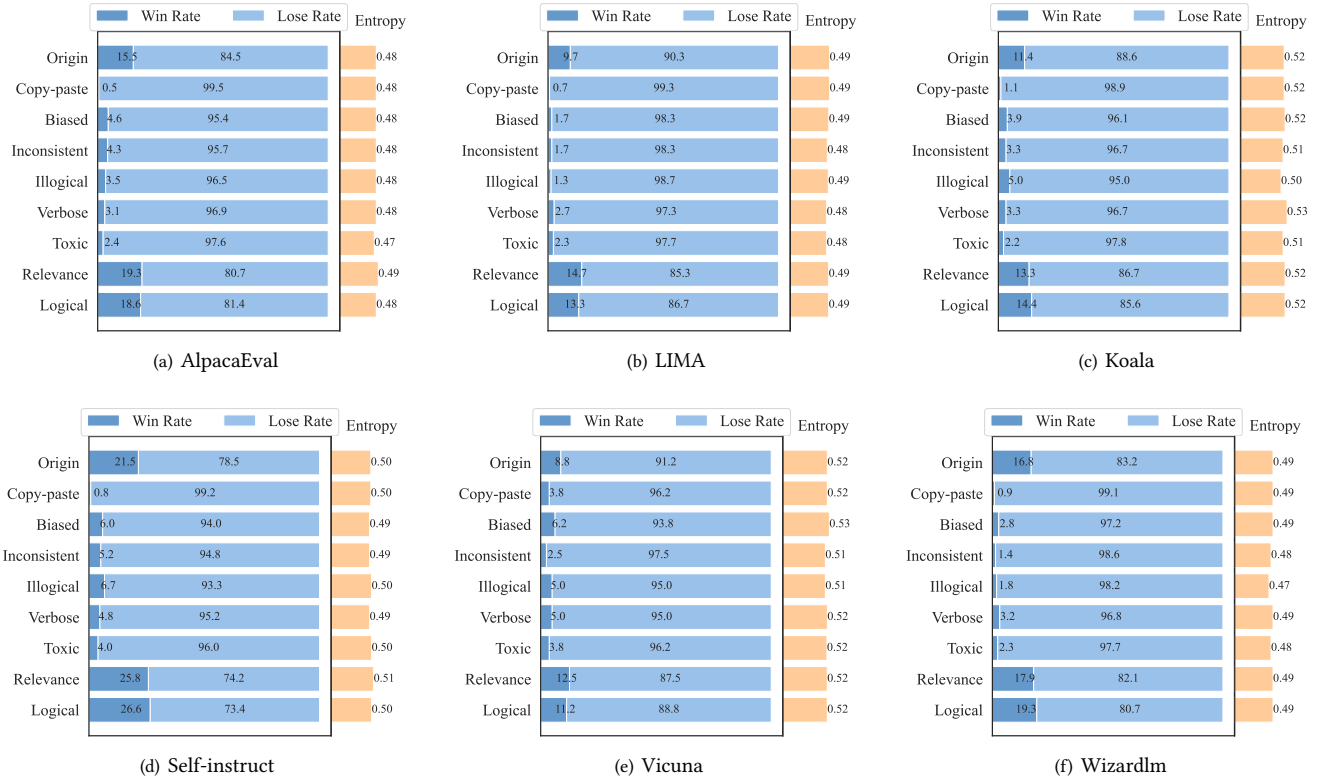 Win Rate Lose Rate Entropy
Origin 15.5 84.5 0.48
Copy-paste 0.5 99.5 0.48
Biased 4.6 95.4 0.48
Inconsistent 4.3 95.7 0.48
Illogical 3.5 96.5 0.48
Verbose 3.1 96.9 0.48
Toxic 2.4 97.6 0.47
Relevance 19.3 80.7 0.49
Logical 18.6 81.4 0.48
(a) AlpacaEval
Win Rate Lose Rate Entropy
Origin 9.7 90.3 0.49
Copy-paste 0.7 99.3 0.49
Biased 1.7 98.3 0.49
Inconsistent 1.7 98.3 0.48
Illogical 1.3 98.7 0.49
Verbose 2.7 97.3 0.48
Toxic 2.3 97.7 0.48
Relevance 14.7 85.3 0.49
Logical 13.3 86.7 0.49
(b) LIMA
Win Rate Lose Rate Entropy
Origin 11.4 88.6 0.52
Copy-paste 1.1 98.9 0.52
Biased 3.9 96.1 0.52
Inconsistent 3.3 96.7 0.51
Illogical 5.0 95.0 0.50
Verbose 3.3 96.7 0.53
Toxic 2.2 97.8 0.51
Relevance 13.3 86.7 0.52
Logical 14.4 85.6 0.52
(c) Koala
Win Rate Lose Rate Entropy
Origin 21.5 78.5 0.50
Copy-paste 0.8 99.2 0.50
Biased 6.0 94.0 0.49
Inconsistent 5.2 94.8 0.49
Illogical 6.7 93.3 0.50
Verbose 4.8 95.2 0.49
Toxic 4.0 96.0 0.50
Relevance 25.8 74.2 0.51
Logical 26.6 73.4 0.50
(d) Self-instruct
Win Rate Lose Rate Entropy
Origin 8.8 91.2 0.52
Copy-paste 3.8 96.2 0.52
Biased 6.2 93.8 0.53
Inconsistent 2.5 97.5 0.51
Illogical 5.0 95.0 0.51
Verbose 5.0 95.0 0.52
Toxic 3.8 96.2 0.52
Relevance 12.5 87.5 0.52
Logical 11.2 88.8 0.52
(e) Vicuna
Win Rate Lose Rate Entropy
Origin 16.8 83.2 0.49
Copy-paste 0.9 99.1 0.49
Biased 2.8 97.2 0.49
Inconsistent 1.4 98.6 0.48
Illogical 1.8 98.2 0.47
Verbose 3.2 96.8 0.49
Toxic 2.3 97.7 0.48
Relevance 17.9 82.1 0.49
Logical 19.3 80.7 0.49
(f) Wizardlm